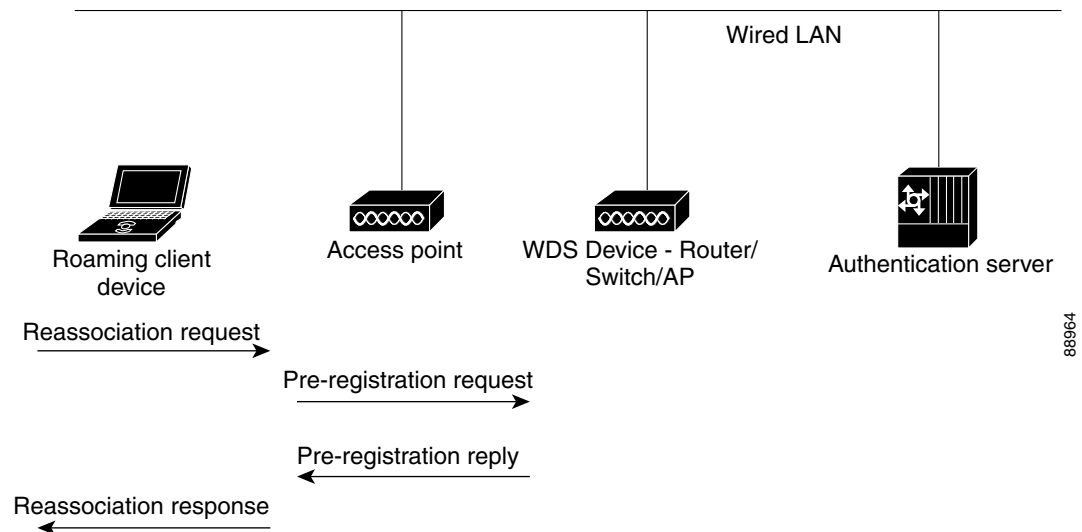 Wired LAN
Roaming client
device
Access point
WDS Device - Router/
Switch/AP
Authentication server
88964
Reassociation request
Pre-registration request
Pre-registration reply
Reassociation response